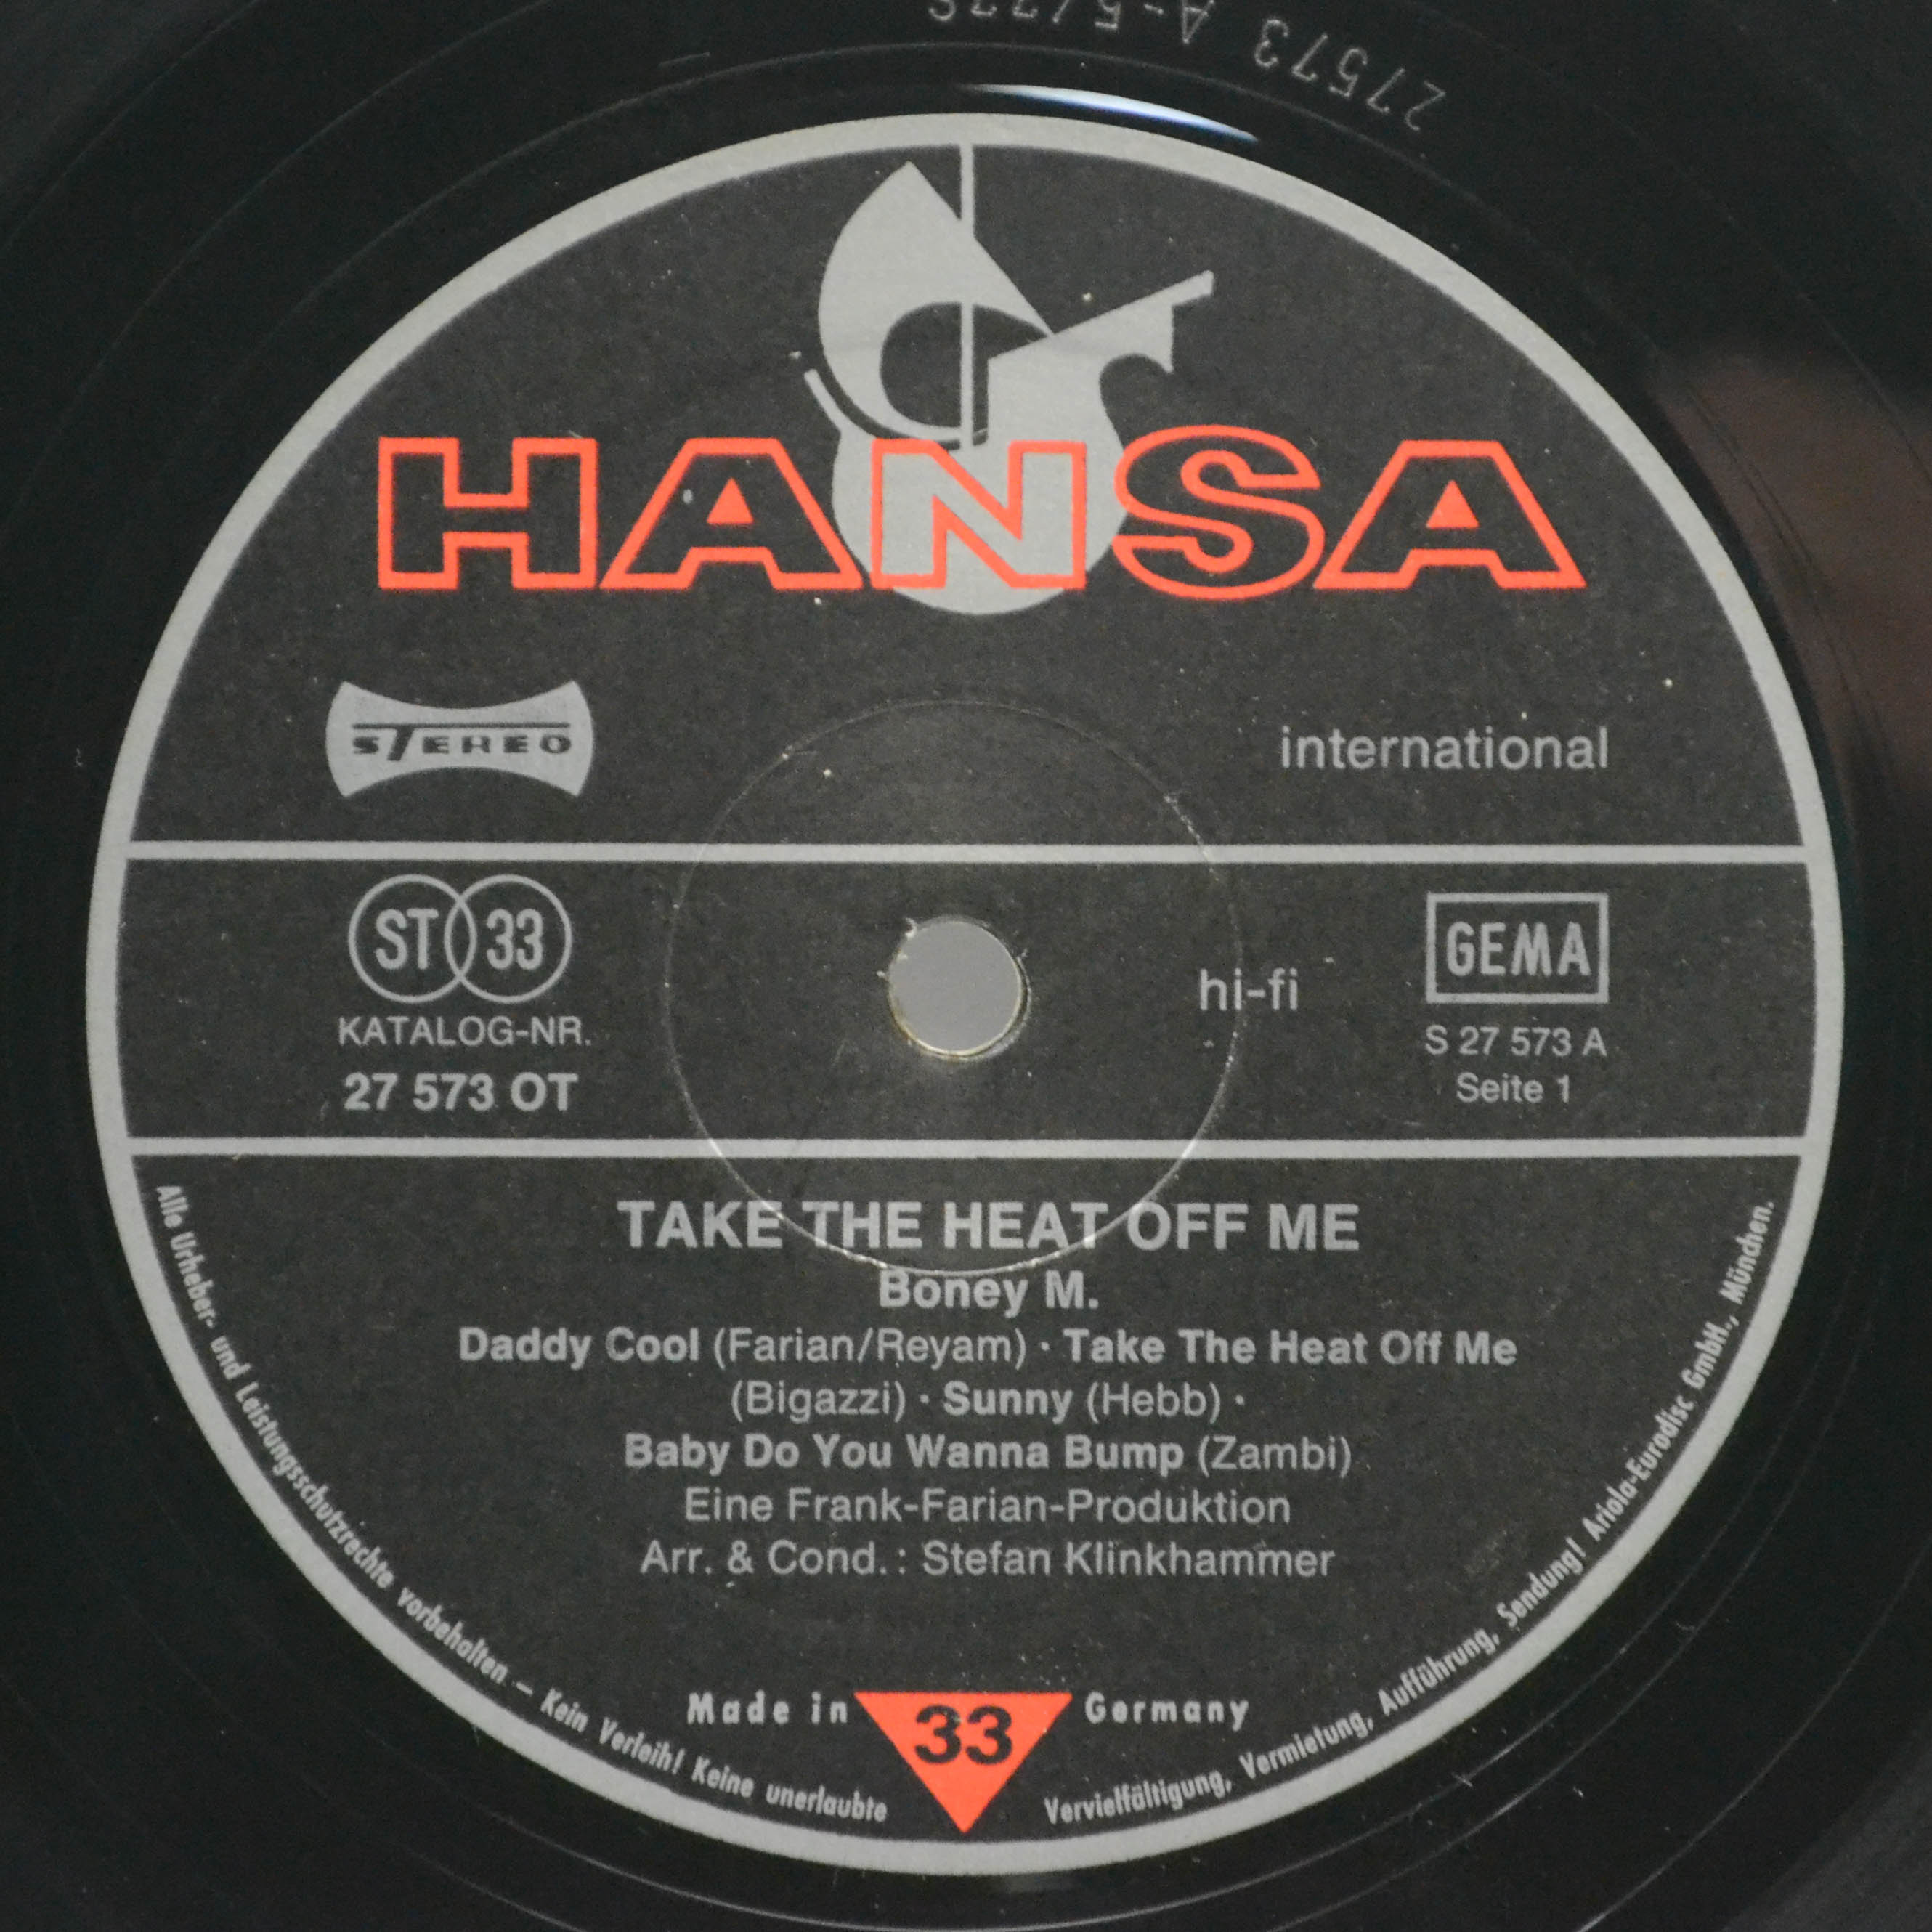 27573 A-5/33S
HANSA
STEREO
international
ST 33
GEMA
hi-fi
KATALOG-NR.
S 27 573 A
27 573 OT
Seite 1
TAKE THE HEAT OFF ME
Boney M.
Daddy Cool (Farian/Reyam) · Take The Heat Off Me
(Bigazzi) · Sunny (Hebb) ·
Baby Do You Wanna Bump (Zambi)
Eine Frank-Farian-Produktion
Arr. & Cond.: Stefan Klinkhammer
Made in 33 Germany
Alle Urheber- und Leistungsschutzrechte vorbehalten – Kein Verleih! Keine unerlaubte Vervielfältigung, Vermietung, Aufführung, Sendung! Ariola-Eurodisc GmbH., München.